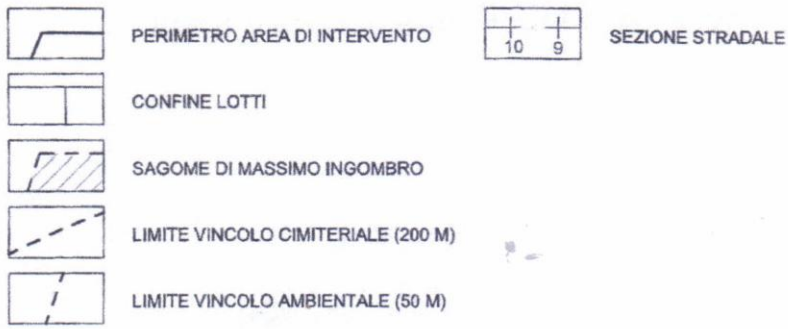 PERIMETRO AREA DI INTERVENTO
10 9 SEZIONE STRADALE
CONFINE LOTTI
SAGOME DI MASSIMO INGOMBRO
LIMITE VINCOLO CIMITERIALE (200 M)
LIMITE VINCOLO AMBIENTALE (50 M)